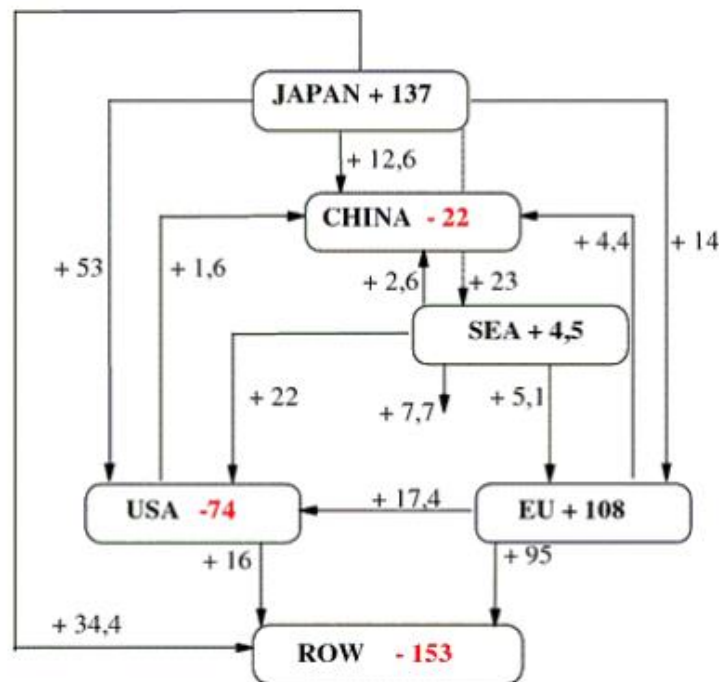 JAPAN + 137
+ 12,6
CHINA - 22
+ 53
+ 1,6
+ 2,6
+ 23
+ 4,4
+ 14
SEA + 4,5
+ 22
+ 7,7
+ 5,1
USA -74
+ 17,4
EU + 108
+ 16
+ 95
+ 34,4
ROW - 153